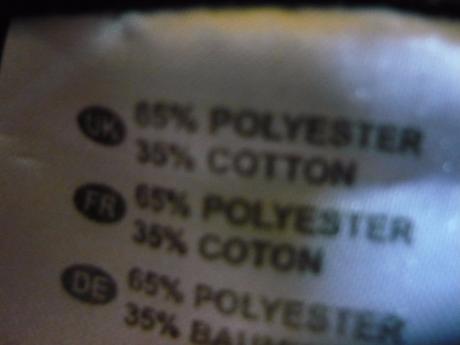 UK 65% POLYESTER
35% COTTON
FR 65% POLYESTER
35% COTON
DE 65% POLYESTER
35%